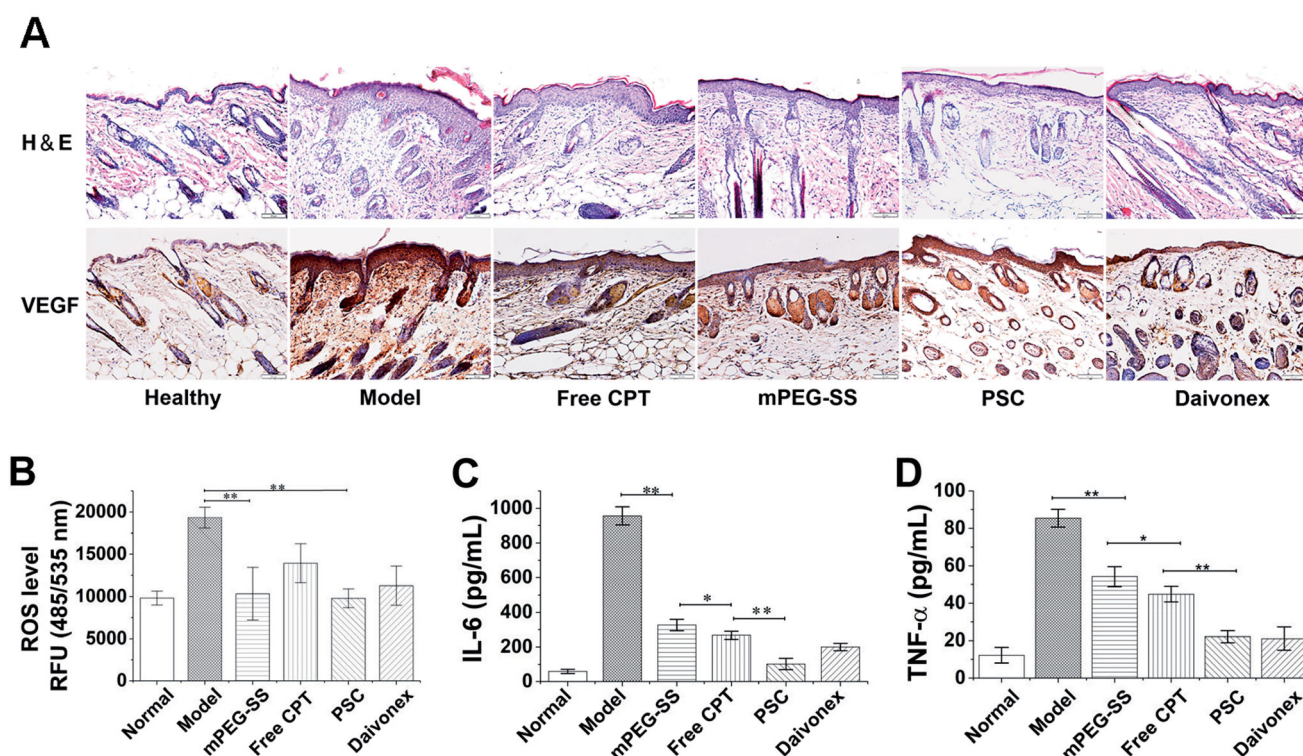 A
H & E
VEGF
Healthy Model Free CPT mPEG-SS PSC Daivonex
B
ROS level
RFU (485/535 nm)
20000
15000
10000
5000
0
** **
Normal Model mPEG-SS Free CPT PSC Daivonex
C
IL-6 (pg/mL)
1000
800
600
400
200
0
** * **
Normal Model mPEG-SS Free CPT PSC Daivonex
D
TNF-α (pg/mL)
100
80
60
40
20
0
** * **
Normal Model mPEG-SS Free CPT PSC Daivonex